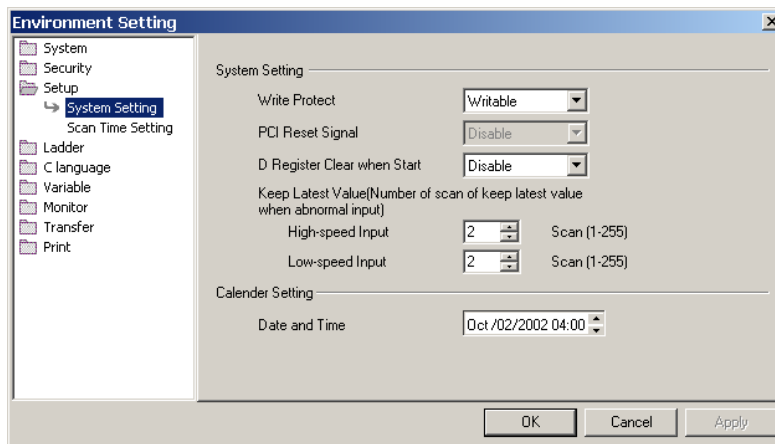 Environment Setting
System
Security
Setup
System Setting
Scan Time Setting
Ladder
C language
Variable
Monitor
Transfer
Print
System Setting
Write Protect Writable
PCI Reset Signal Disable
D Register Clear when Start Disable
Keep Latest Value(Number of scan of keep latest value
when abnormal input)
High-speed Input 2 Scan (1-255)
Low-speed Input 2 Scan (1-255)
Calender Setting
Date and Time Oct /02/2002 04:00
OK Cancel Apply